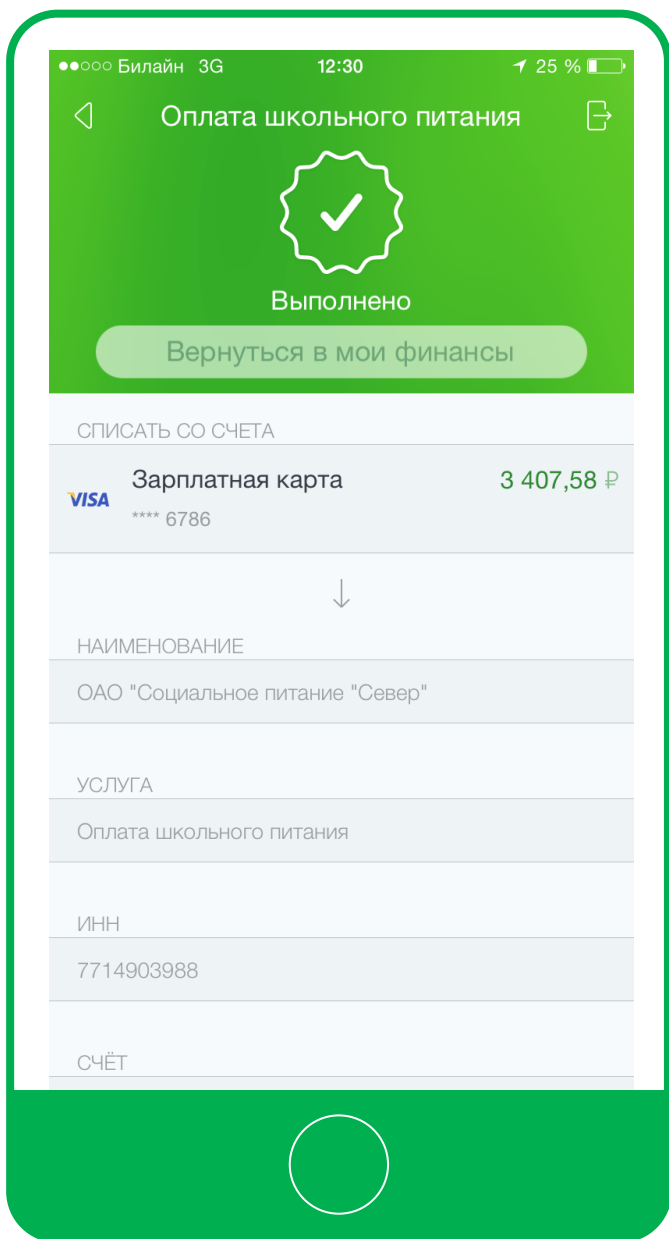 Билайн 3G 12:30 25 %
Оплата школьного питания
Выполнено
Вернуться в мои финансы
СПИСАТЬ СО СЧЕТА
Зарплатная карта 3 407,58 ₽
VISA
**** 6786
НАИМЕНОВАНИЕ
ОАО "Социальное питание "Север"
УСЛУГА
Оплата школьного питания
ИНН
7714903988
СЧЁТ